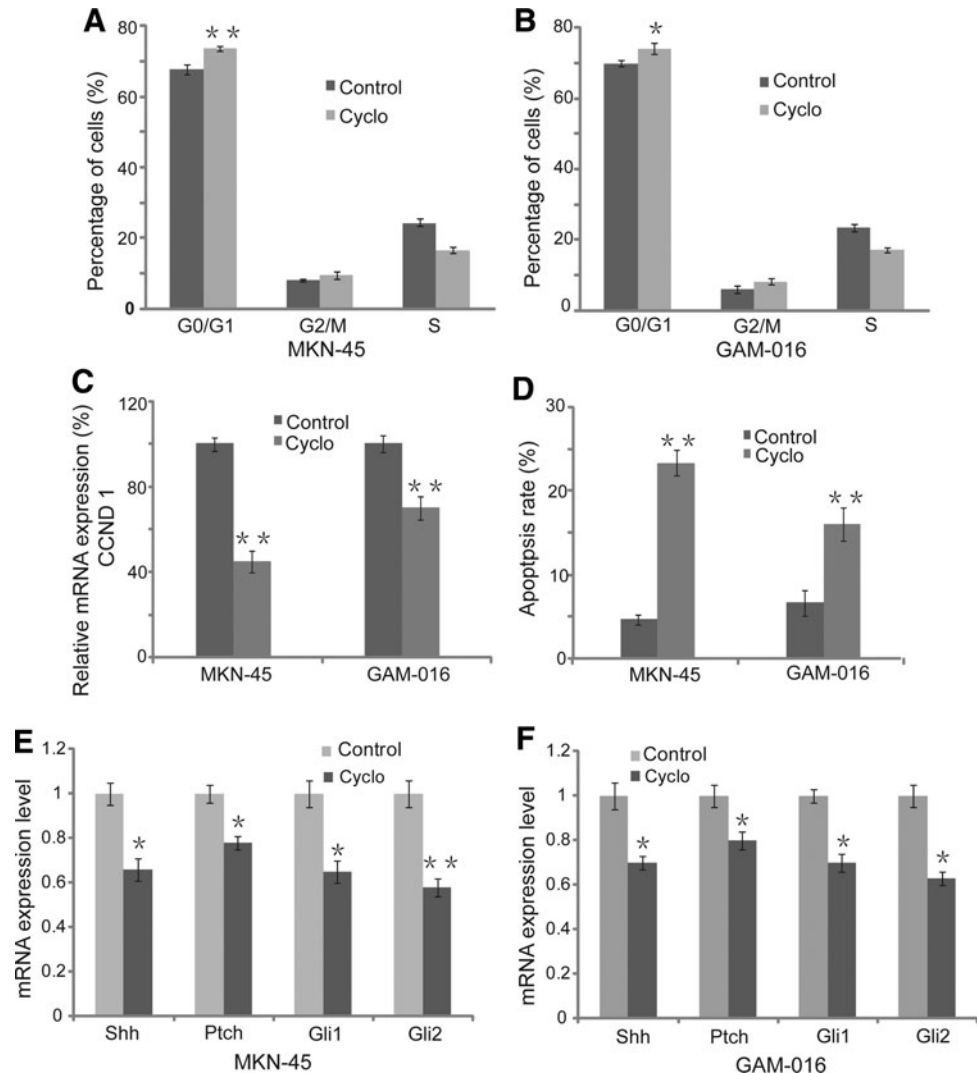 A
Percentage of cells (%)
80
60
40
20
0
* *
Control
Cyclo
G0/G1 G2/M S
MKN-45
B
Percentage of cells (%)
80
60
40
20
0
*
Control
Cyclo
G0/G1 G2/M S
GAM-016
C
Relative mRNA expression (%)
CCND 1
120
80
40
0
Control
Cyclo
* *
* *
MKN-45 GAM-016
D
Apoptpsis rate (%)
30
20
10
0
Control
Cyclo
* *
* *
MKN-45 GAM-016
E
mRNA expression level
1.2
1
0.8
0.6
0.4
0.2
0
Control
Cyclo
* * * * *
Shh Ptch Gli1 Gli2
MKN-45
F
mRNA expression level
1.2
1
0.8
0.6
0.4
0.2
0
Control
Cyclo
* * * *
Shh Ptch Gli1 Gli2
GAM-016